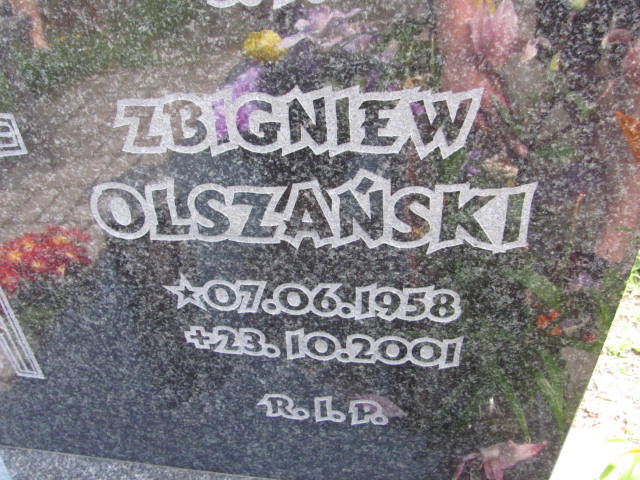 ZBIGNIEW
OLSZAŃSKI
★07.06.1958
+23.10.2001
R.I.P.